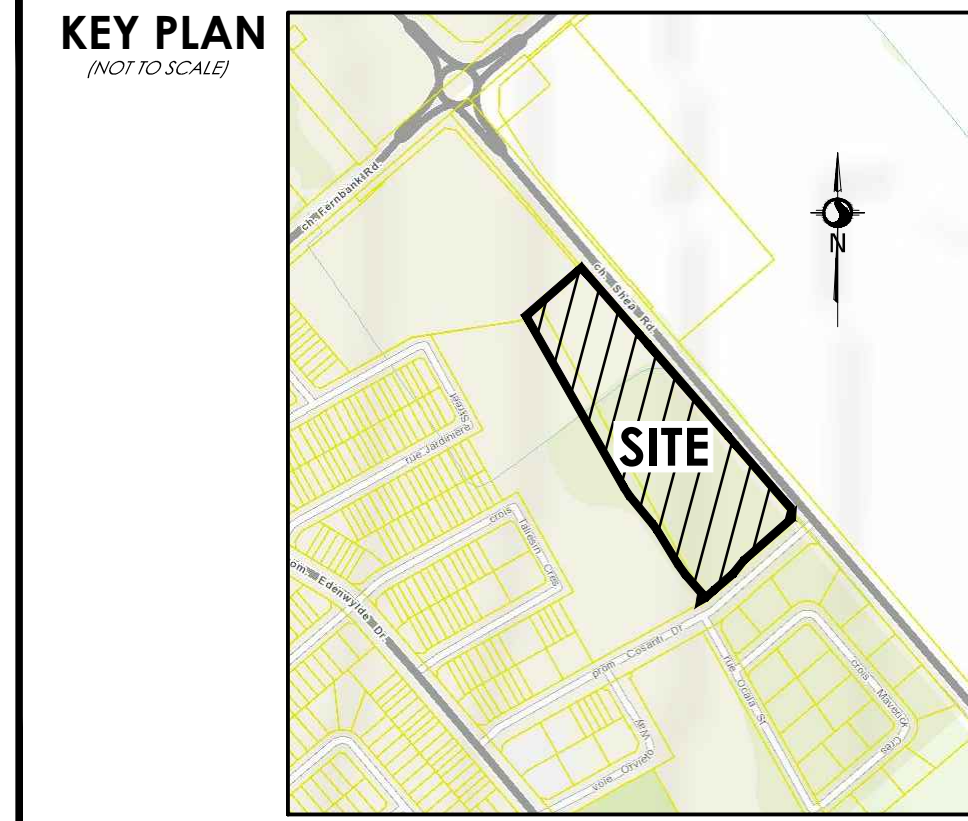 KEY PLAN
(NOT TO SCALE)
ch. Fernbank Rd.
ch. Shea Rd.
N
SITE
Street
rue Jardiniere
crois Taliesin Cres
om. Edenwylde Dr.
prom Cosanti Dr
rue Ocala St
crois Maverick Cres
voie Orvieto Way